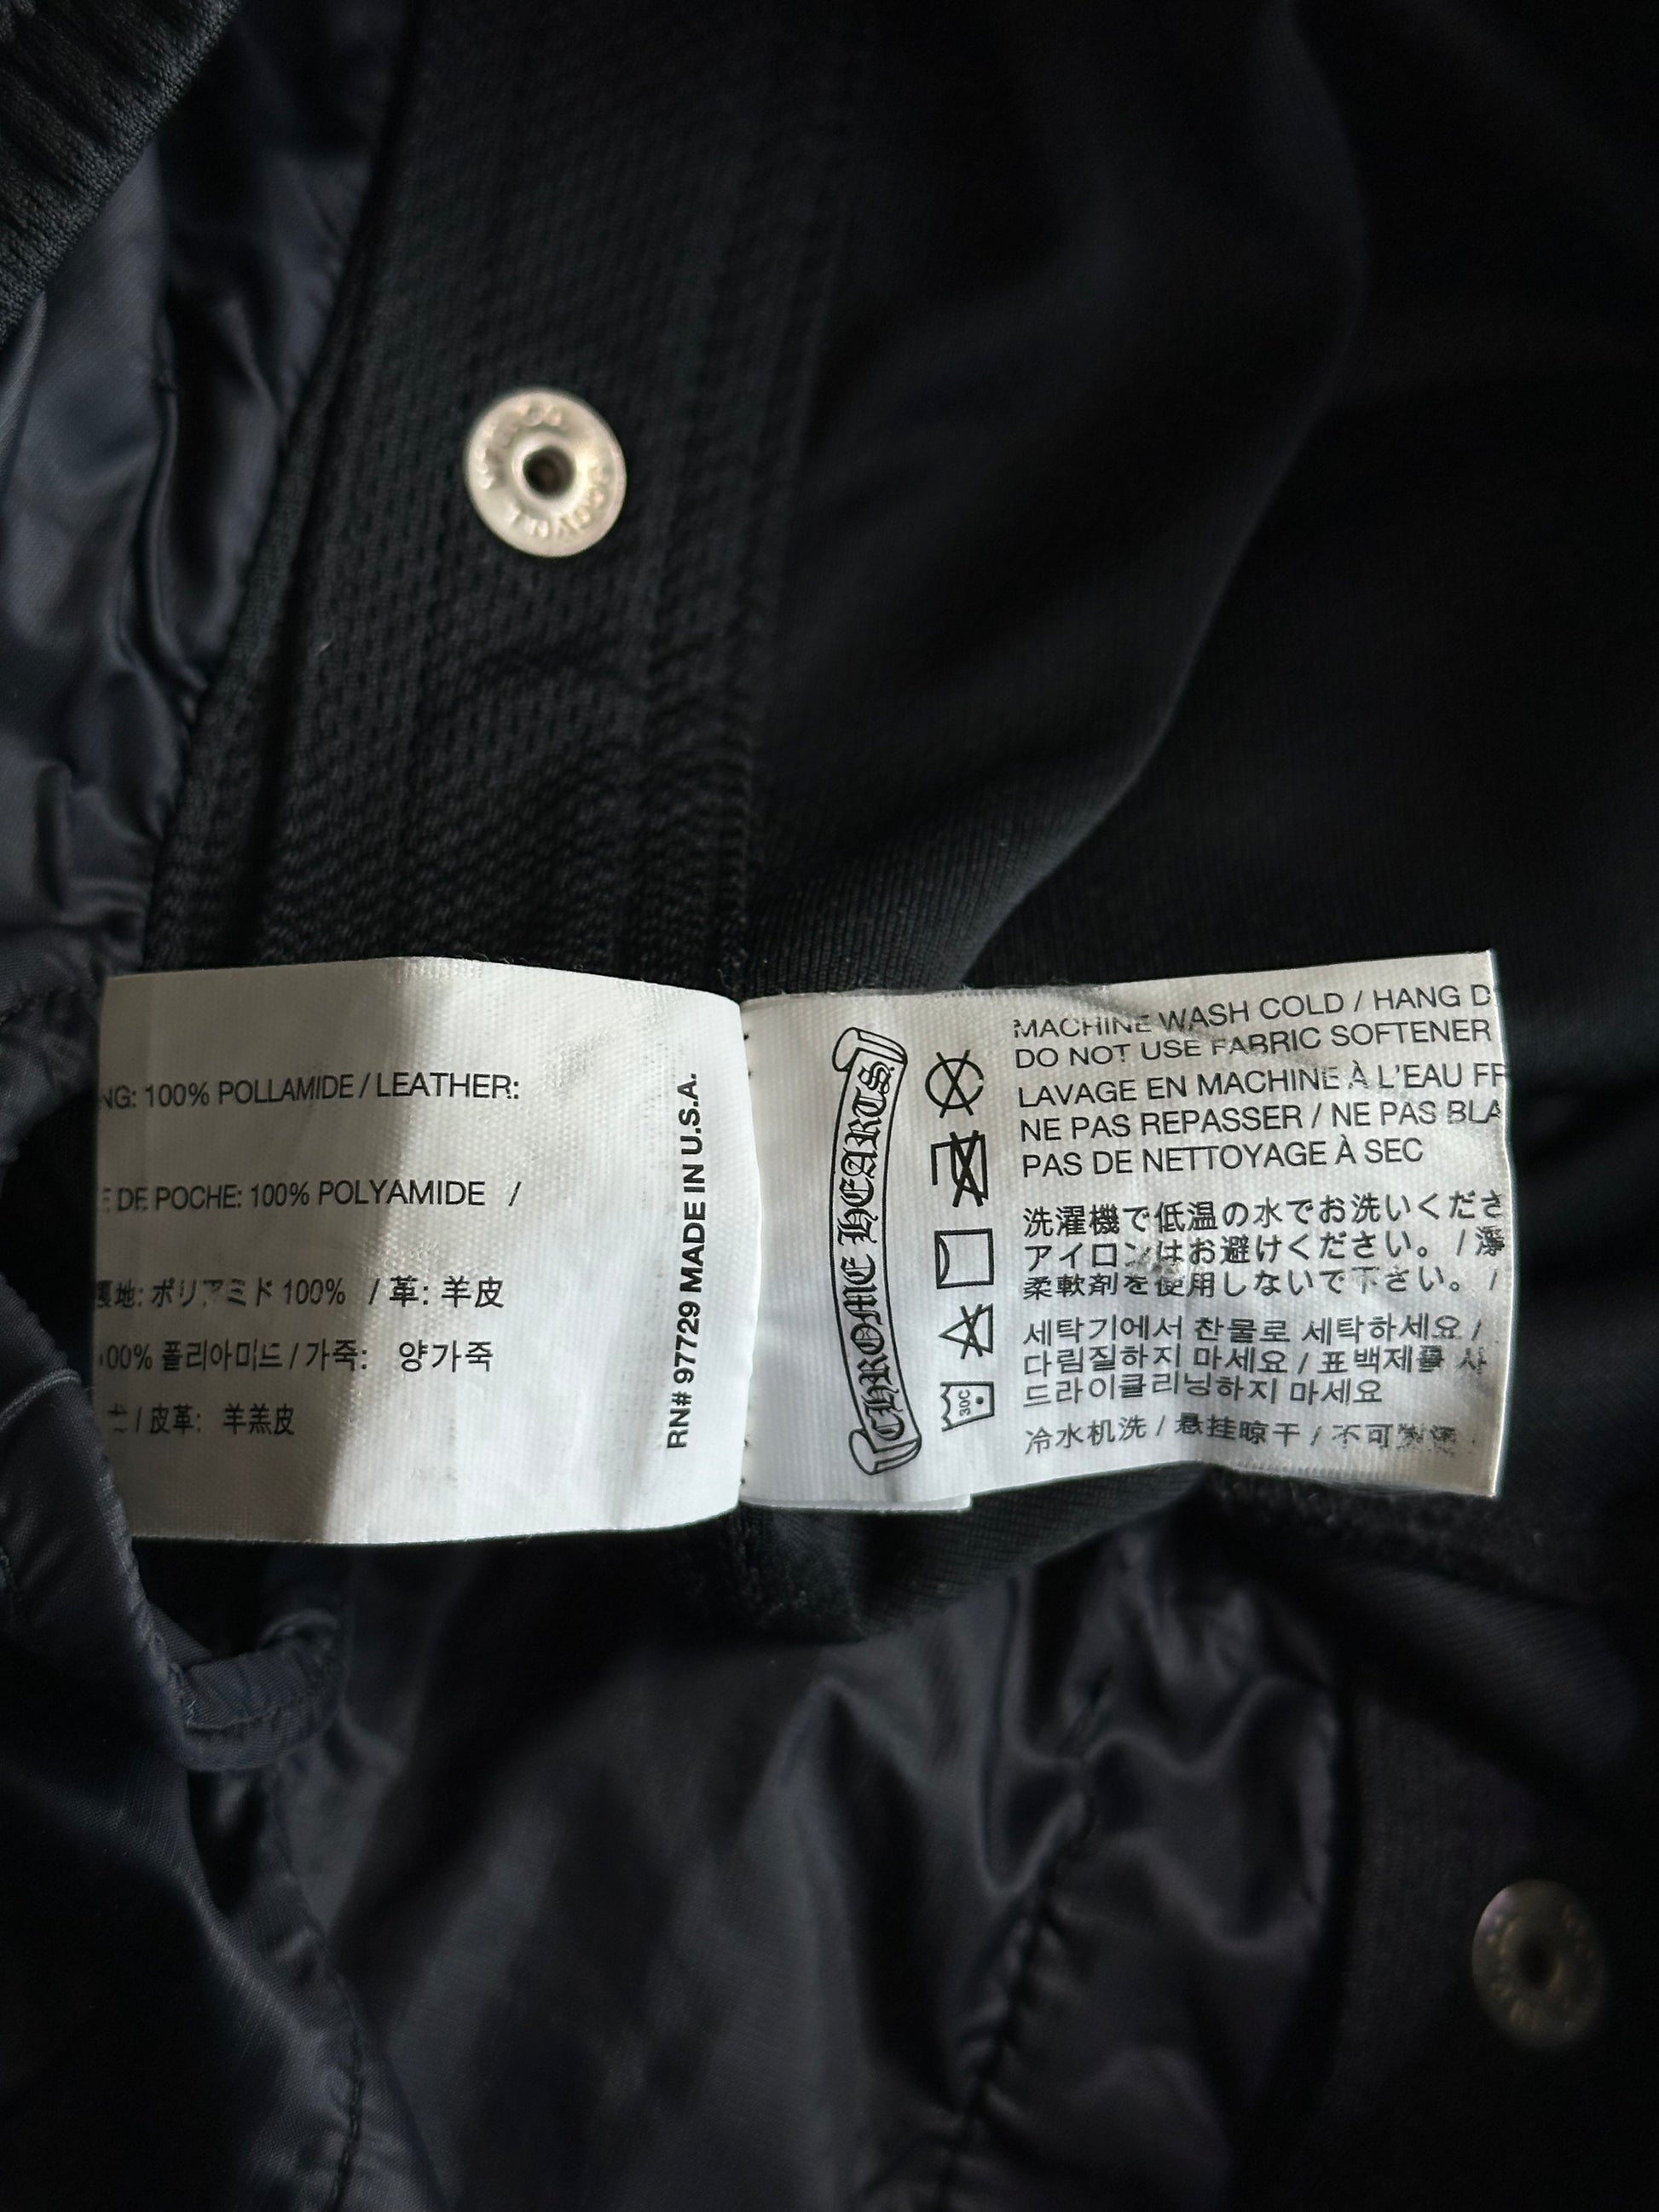 100% POLLAMIDE / LEATHER:
DE POCHE: 100% POLYAMIDE /
地: ポリアミド 100% / 革: 羊皮
00% 폴리아미드 / 가죽: 양가죽
/ 皮革: 羊羔皮
RN# 97729 MADE IN U.S.A.
CHROME HEARTS
30C
MACHINE WASH COLD / HANG D
DO NOT USE FABRIC SOFTENER
LAVAGE EN MACHINE À L'EAU FR
NE PAS REPASSER / NE PAS BLA
PAS DE NETTOYAGE À SEC
洗濯機で低温の水でお洗いくださ
アイロンはお避けください。 /
柔軟剤を使用しないで下さい。 /
세탁기에서 찬물로 세탁하세요 /
다림질하지 마세요 / 표백제를 사
드라이클리닝하지 마세요
冷水机洗 / 悬挂晾干 / 不可